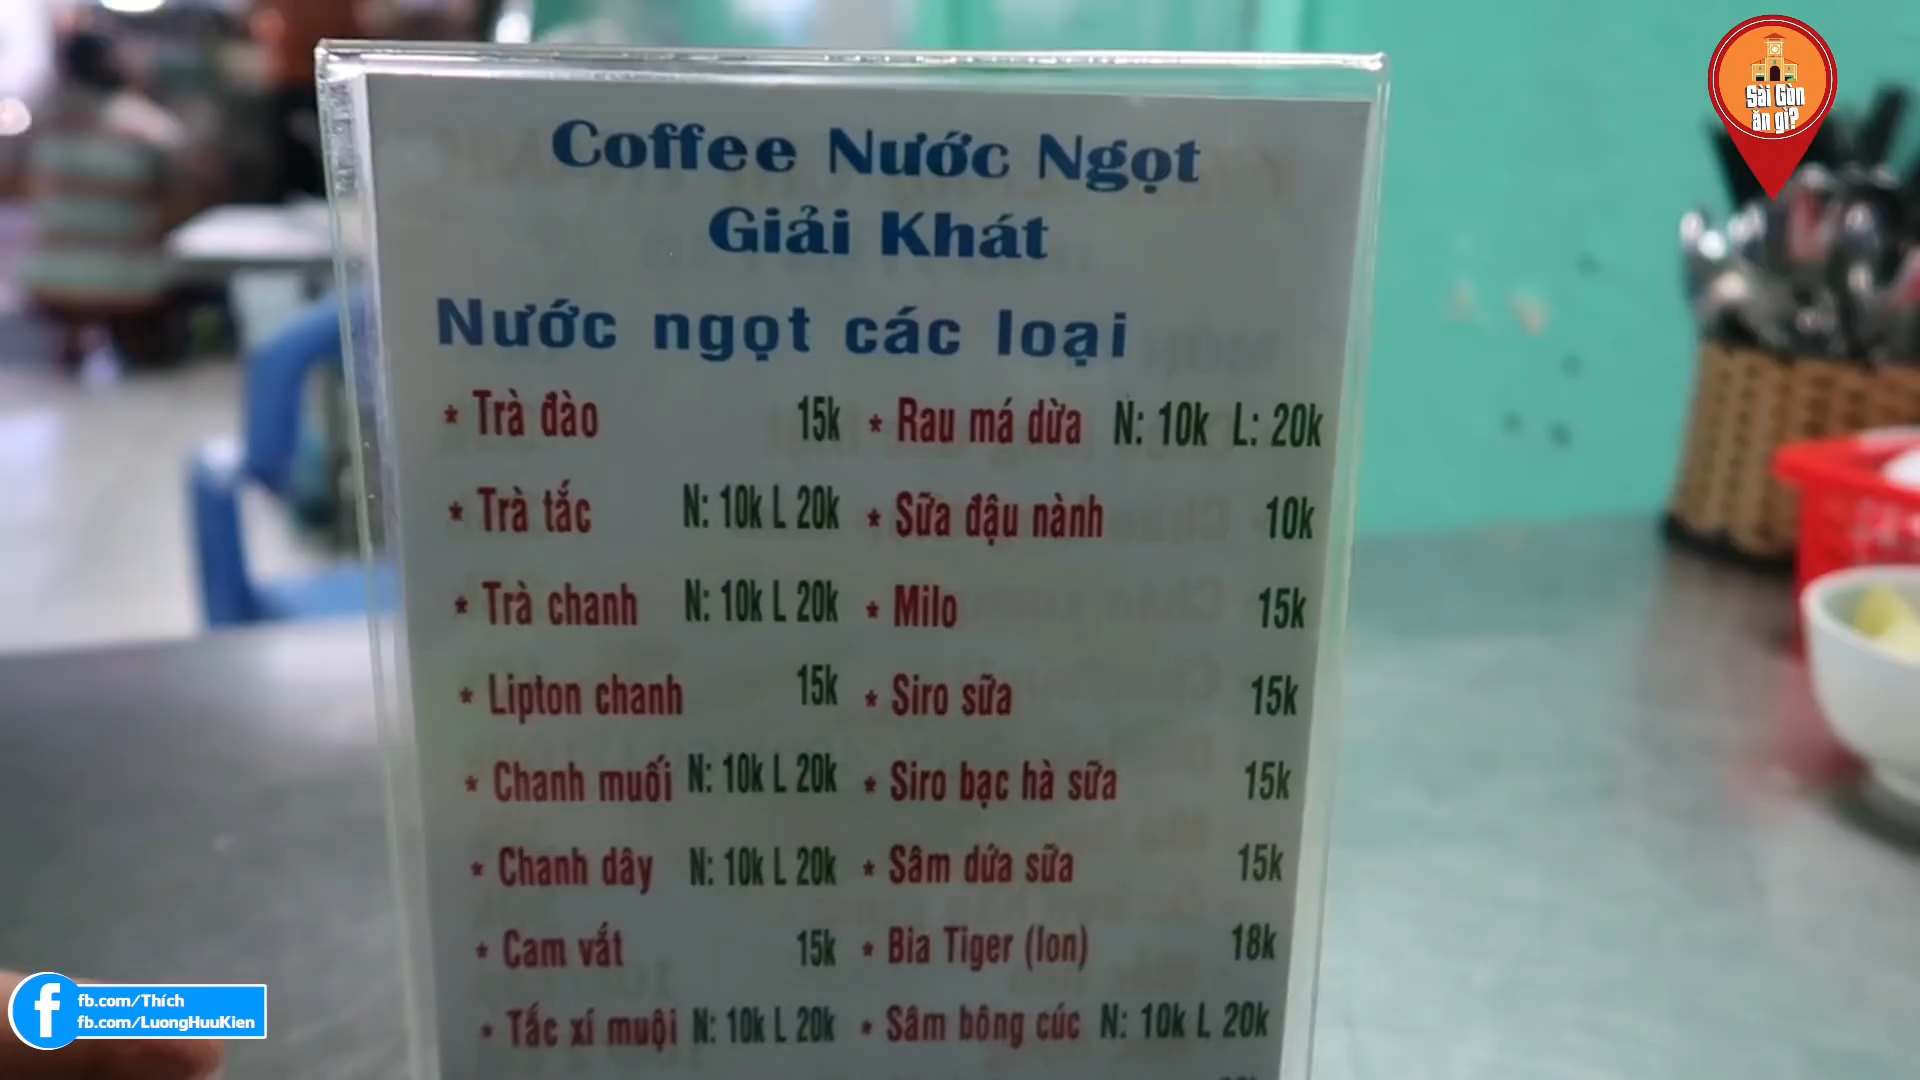 Sài Gòn
ăn gì?
Coffee Nước Ngọt
Giải Khát
Nước ngọt các loại
* Trà đào 15k
* Trà tắc N: 10k L 20k
* Trà chanh N: 10k L 20k
* Lipton chanh 15k
* Chanh muối N: 10k L 20k
* Chanh dây N: 10k L 20k
* Cam vắt 15k
* Tắc xí muội N: 10k L 20k
* Rau má dừa N: 10k L: 20k
* Sữa đậu nành 10k
* Milo 15k
* Siro sữa 15k
* Siro bạc hà sữa 15k
* Sâm dứa sữa 15k
* Bia Tiger (lon) 18k
* Sâm bông cúc N: 10k L 20k
fb.com/Thích
fb.com/LuongHuuKien